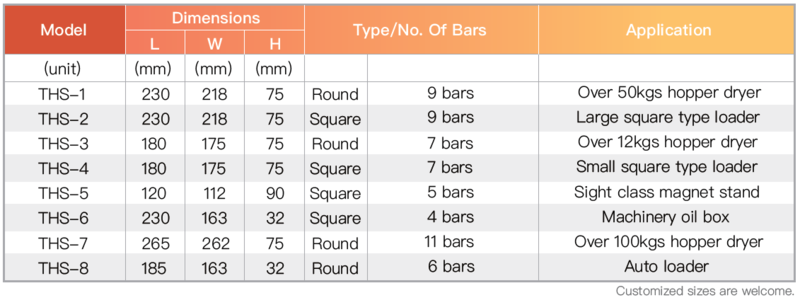 Model Dimensions Type/No. Of Bars Application
L W H
(unit) (mm) (mm) (mm)
THS-1 230 218 75 Round 9 bars Over 50kgs hopper dryer
THS-2 230 218 75 Square 9 bars Large square type loader
THS-3 180 175 75 Round 7 bars Over 12kgs hopper dryer
THS-4 180 175 75 Square 7 bars Small square type loader
THS-5 120 112 90 Square 5 bars Sight class magnet stand
THS-6 230 163 32 Square 4 bars Machinery oil box
THS-7 265 262 75 Round 11 bars Over 100kgs hopper dryer
THS-8 185 163 32 Round 6 bars Auto loader
Customized sizes are welcome.